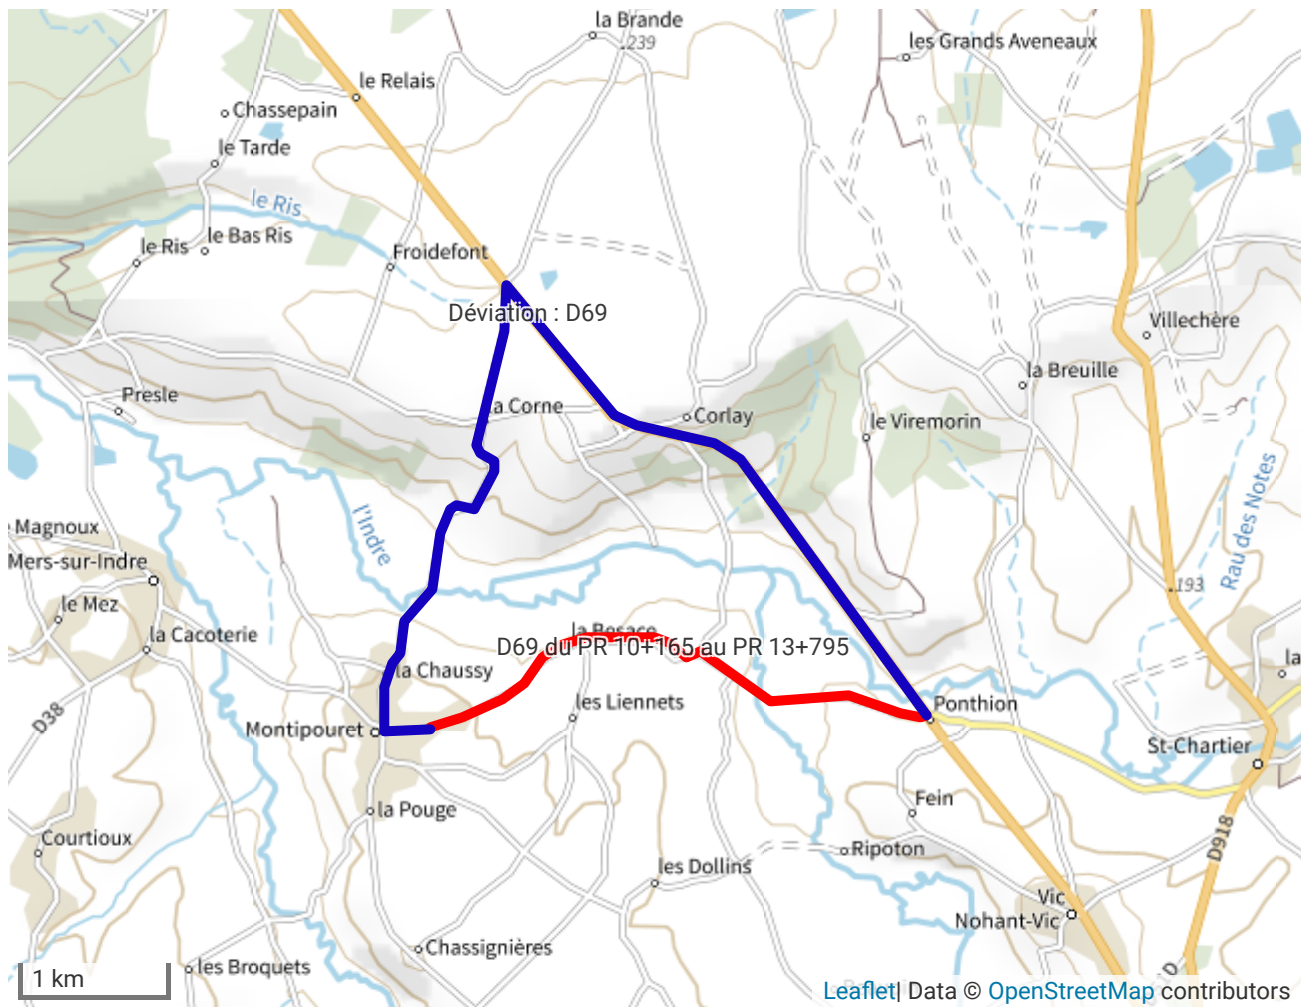 la Brande
239
les Grands Aveneaux
le Relais
Chassepain
le Tarde
le Ris
le Bas Ris
le Ris
Froidefont
Déviation : D69
Villechère
la Breuille
Presle
la Corne
Corlay
le Viremorin
l'Indre
Rau des Notes
Magnoux
Mers-sur-Indre
193
le Mez
la Cacoterie
la Besace
D69 du PR 10+165 au PR 13+795
la
la Chaussy
D38
les Liennets
Ponthion
Montipouret
St-Chartier
la Pouge
Fein
D918
Courtioux
les Dollins
Ripoton
Vic
Nohant-Vic
Chassignières
les Broquets
D
1 km
Leaflet | Data © OpenStreetMap contributors